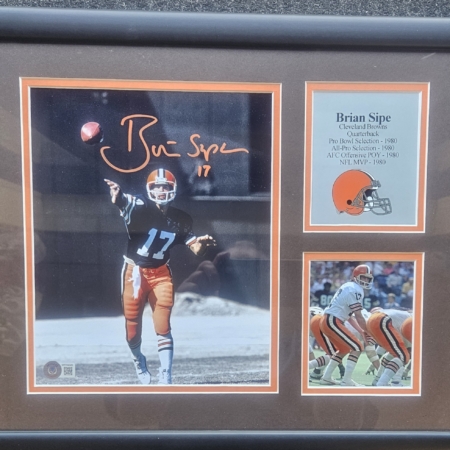 Brian Sipe
17
17
Brian Sipe
Cleveland Browns
Quarterback
Pro Bowl Selection - 1980
All-Pro Selection - 1980
AFC Offensive POY - 1980
NFL MVP - 1980
17